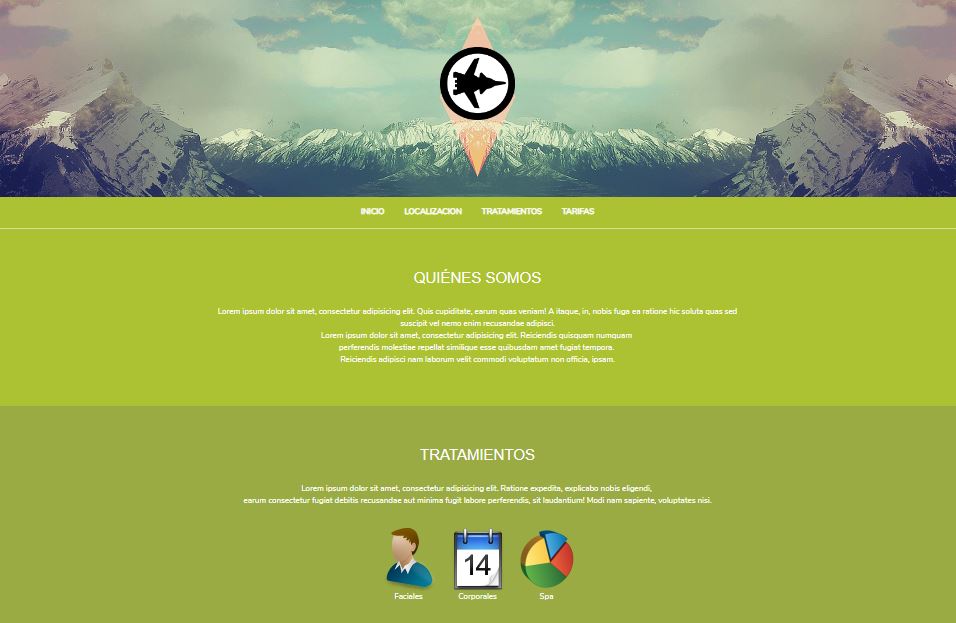 INICIO LOCALIZACION TRATAMIENTOS TARIFAS
QUIÉNES SOMOS
Lorem ipsum dolor sit amet, consectetur adipisicing elit. Quis cupiditate, earum quas veniam! A itaque, in, nobis fuga ea ratione hic soluta quas sed
suscipit vel nemo enim recusandae adipisci.
Lorem ipsum dolor sit amet, consectetur adipisicing elit. Reiciendis quisquam numquam
perferendis molestiae repellat similique esse quibusdam amet fugiat tempora.
Reiciendis adipisci nam laborum velit commodi voluptatum non officia, ipsam.
TRATAMIENTOS
Lorem ipsum dolor sit amet, consectetur adipisicing elit. Ratione expedita, explicabo nobis eligendi,
earum consectetur fugiat debitis recusandae aut minima fugit labore perferendis, sit laudantium! Modi nam sapiente, voluptates nisi.
14
Faciales Corporales Spa